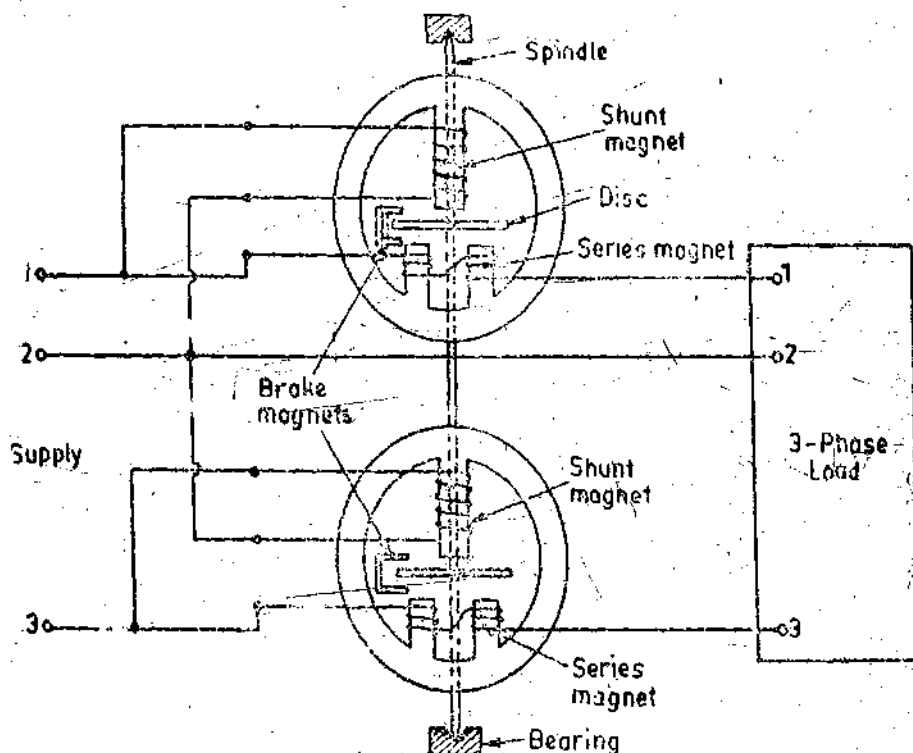 Spindle
Shunt
magnet
Disc
Series magnet
1
1
2
2
Brake
magnets
Supply
3-Phase
Load
Shunt
magnet
3
3
Series
magnet
Bearing